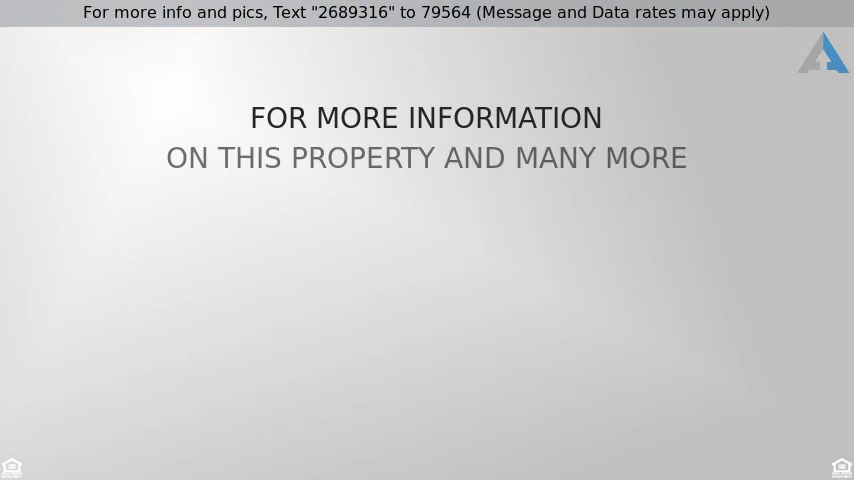 For more info and pics, Text "2689316" to 79564 (Message and Data rates may apply)
FOR MORE INFORMATION
ON THIS PROPERTY AND MANY MORE